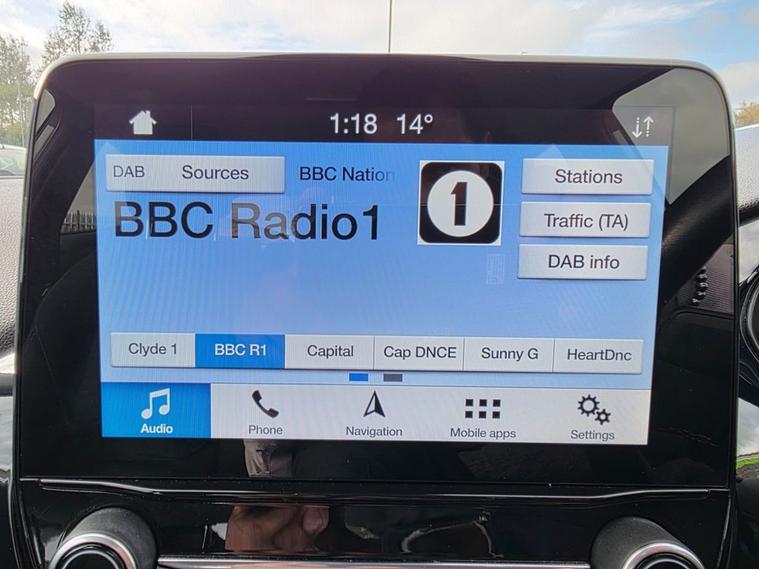 1:18 14°
DAB Sources BBC Nation
1
Stations
BBC Radio1
Traffic (TA)
DAB info
Clyde 1 BBC R1 Capital Cap DNCE Sunny G HeartDnc
Audio Phone Navigation Mobile apps Settings